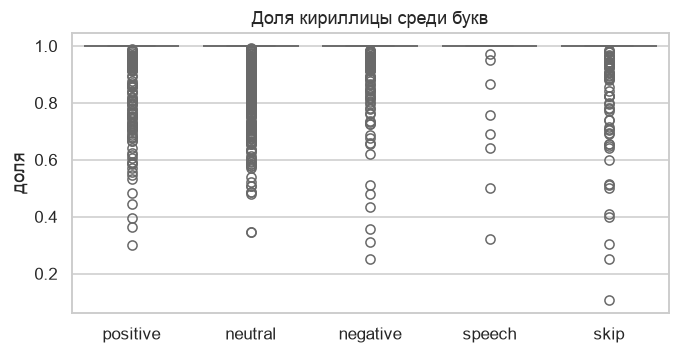 Доля кириллицы среди букв
доля
1.0
0.8
0.6
0.4
0.2
positive neutral negative speech skip